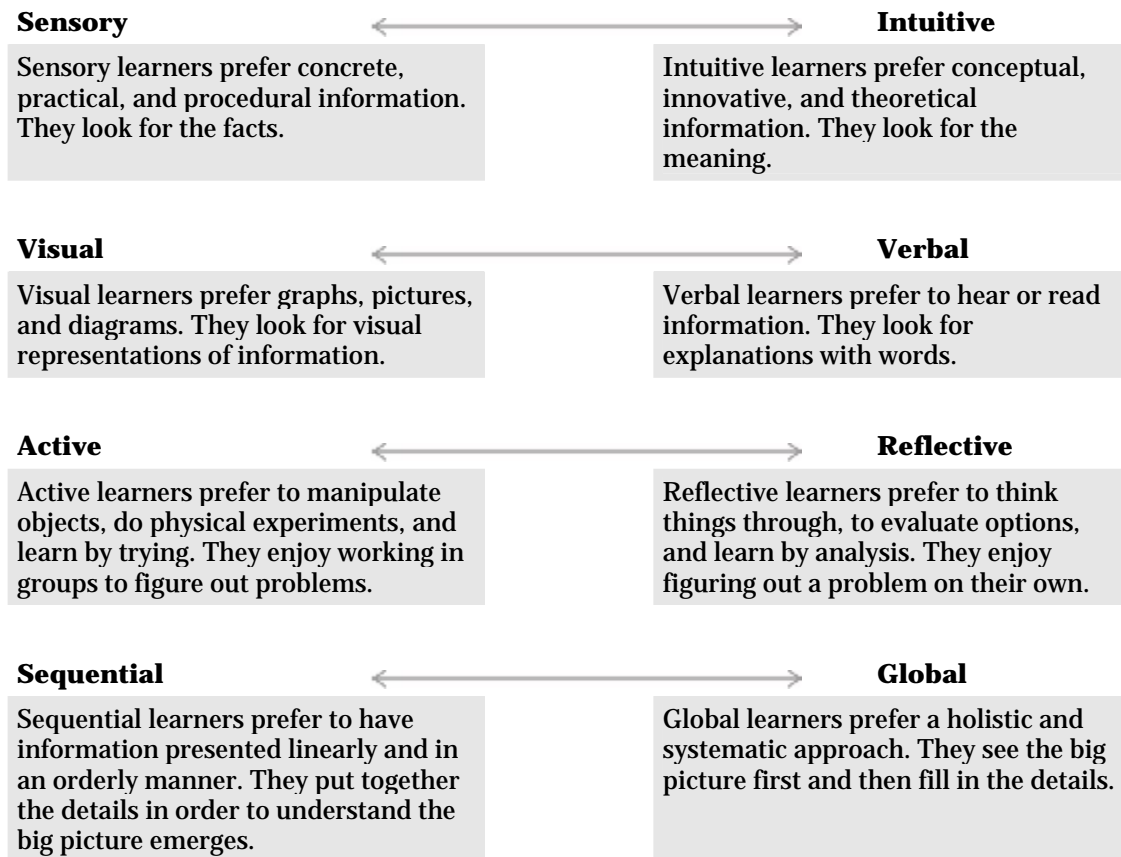 Sensory
Intuitive
Sensory learners prefer concrete,
practical, and procedural information.
They look for the facts.
Intuitive learners prefer conceptual,
innovative, and theoretical
information. They look for the
meaning.
Visual
Verbal
Visual learners prefer graphs, pictures,
and diagrams. They look for visual
representations of information.
Verbal learners prefer to hear or read
information. They look for
explanations with words.
Active
Reflective
Active learners prefer to manipulate
objects, do physical experiments, and
learn by trying. They enjoy working in
groups to figure out problems.
Reflective learners prefer to think
things through, to evaluate options,
and learn by analysis. They enjoy
figuring out a problem on their own.
Sequential
Global
Sequential learners prefer to have
information presented linearly and in
an orderly manner. They put together
the details in order to understand the
big picture emerges.
Global learners prefer a holistic and
systematic approach. They see the big
picture first and then fill in the details.